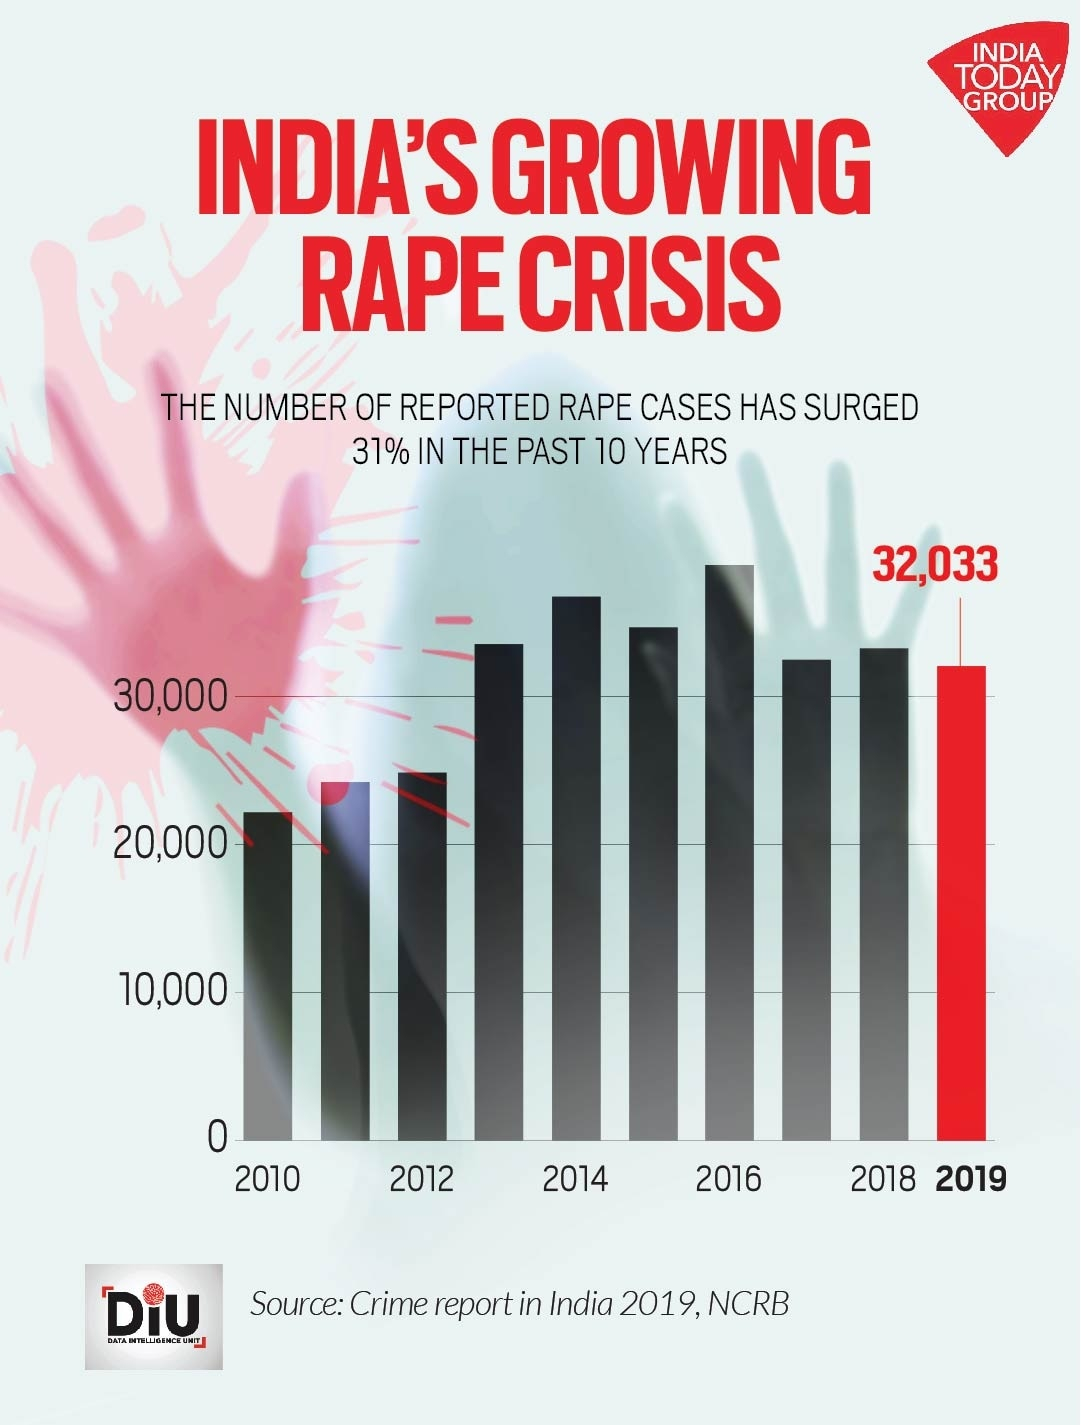 INDIA
TODAY
GROUP
INDIA'S GROWING
RAPE CRISIS
THE NUMBER OF REPORTED RAPE CASES HAS SURGED
31% IN THE PAST 10 YEARS
32,033
30,000
20,000
10,000
0
2010 2012 2014 2016 2018 2019
DiU
DATA INTELLIGENCE UNIT
Source: Crime report in India 2019, NCRB